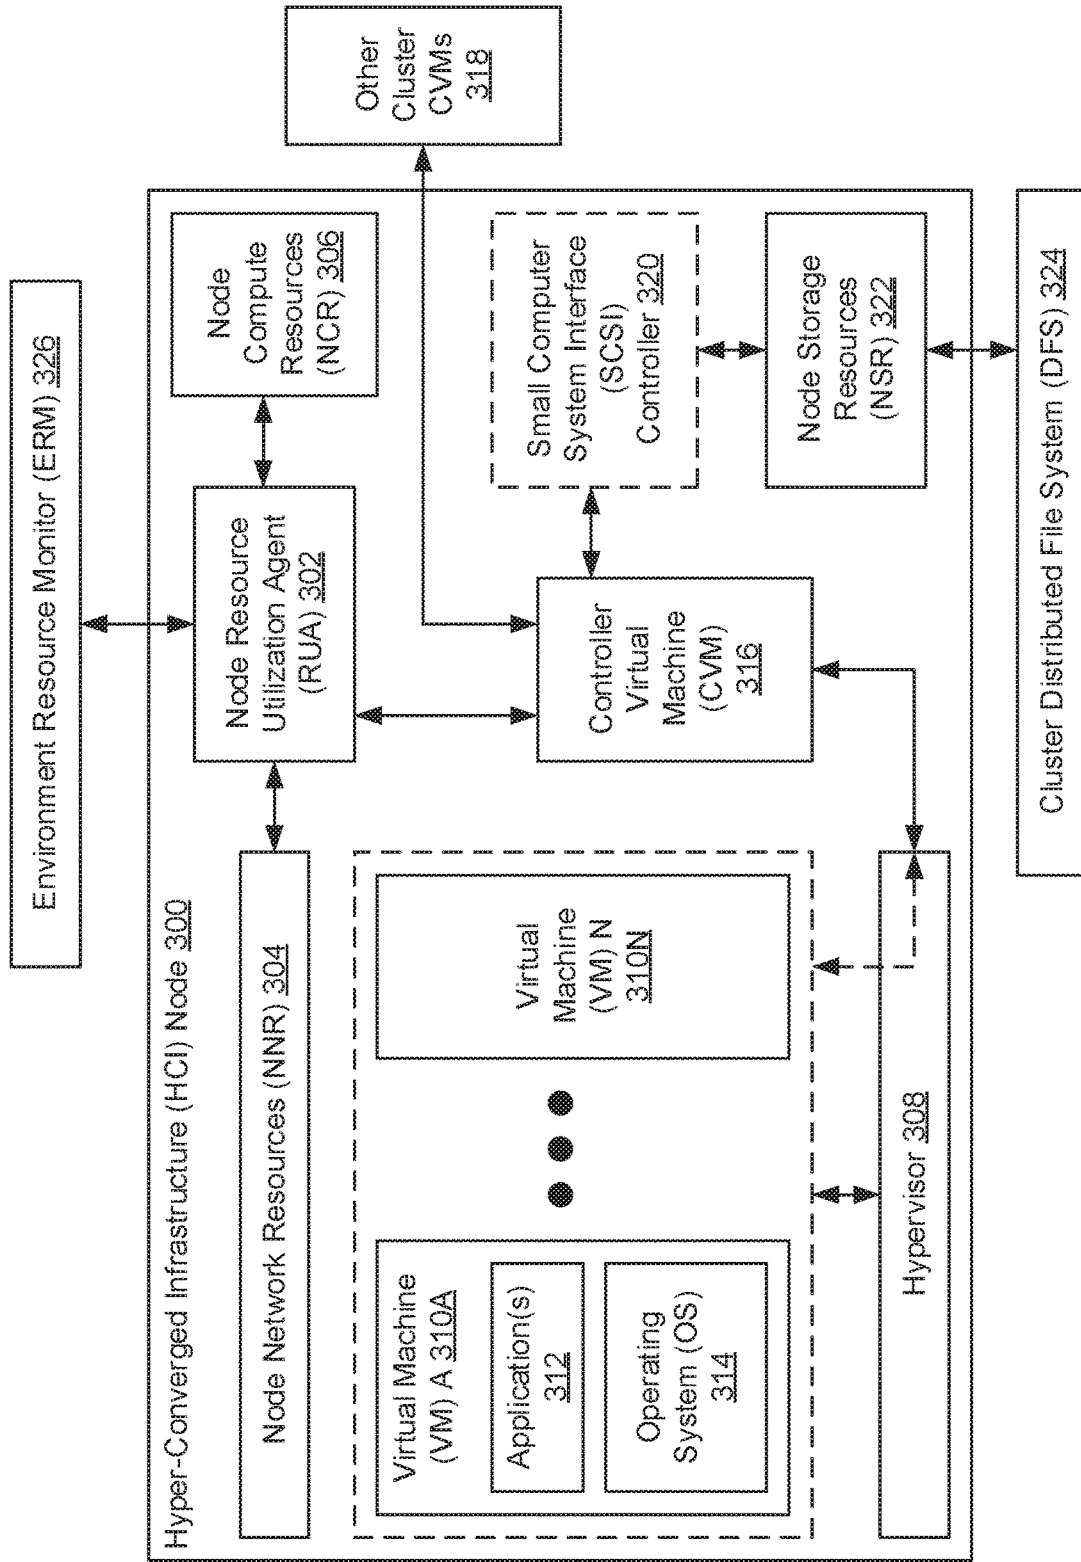 Environment Resource Monitor (ERM) 326
Hyper-Converged Infrastructure (HCI) Node 300
Node Network Resources (NNR) 304
Node Resource
Utilization Agent
(RUA) 302
Node
Compute
Resources
(NCR) 306
Other
Cluster
CVMs
318
Virtual Machine
(VM) A 310A
Application(s)
312
Operating
System (OS)
314
Virtual
Machine
(VM) N
310N
Controller
Virtual
Machine
(CVM)
316
Small Computer
System Interface
(SCSI)
Controller 320
Hypervisor 308
Node Storage
Resources
(NSR) 322
Cluster Distributed File System (DFS) 324